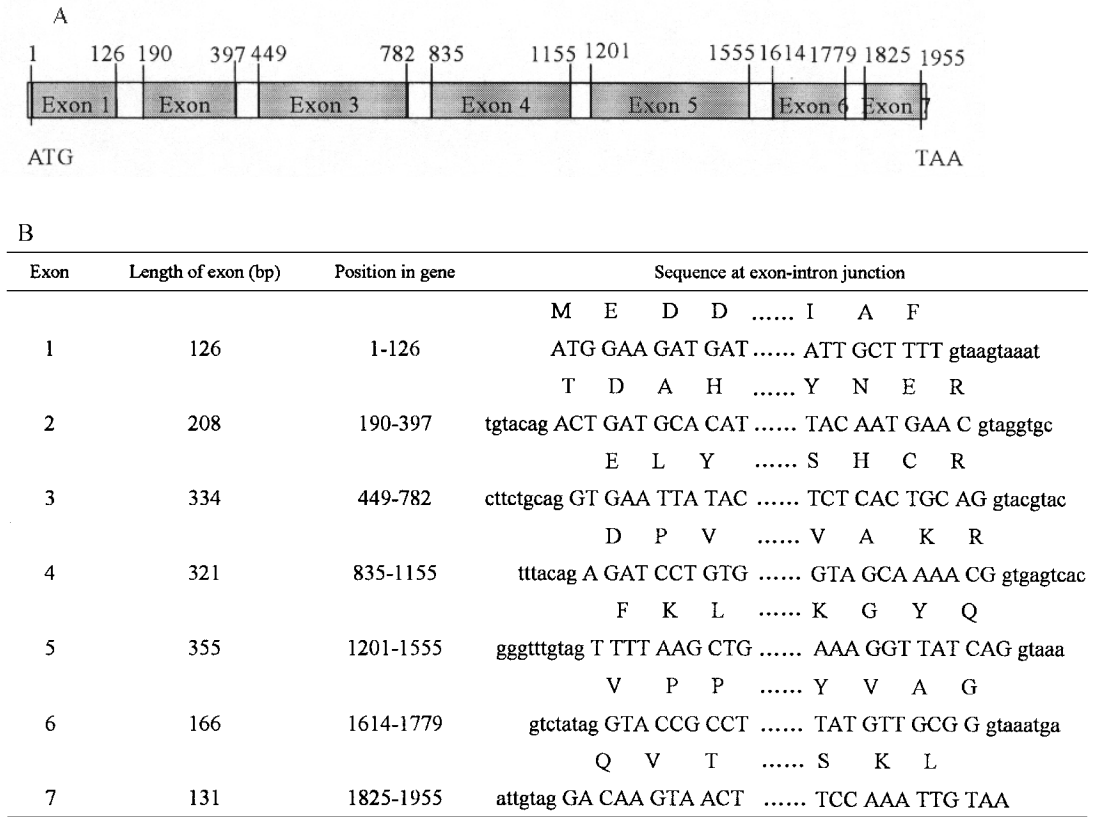 A
1 126 190 397 449 782 835 1155 1201 1555 1614 1779 1825 1955
Exon 1 Exon Exon 3 Exon 4 Exon 5 Exon 6 Exon 7
ATG TAA
B
Exon Length of exon (bp) Position in gene Sequence at exon-intron junction
M E D D ...... I A F
1 126 1-126 ATG GAA GAT GAT ...... ATT GCT TTT gtaagtaaat
T D A H ...... Y N E R
2 208 190-397 tgtacag ACT GAT GCA CAT ...... TAC AAT GAA C gtaggtgc
E L Y ...... S H C R
3 334 449-782 cttctgcag GT GAA TTA TAC ...... TCT CAC TGC AG gtacgtac
D P V ...... V A K R
4 321 835-1155 tttacag A GAT CCT GTG ...... GTA GCA AAA CG gtgagtcac
F K L ...... K G Y Q
5 355 1201-1555 gggtttgtag T TTT AAG CTG ...... AAA GGT TAT CAG gtaaa
V P P ...... Y V A G
6 166 1614-1779 gtctatag GTA CCG CCT ...... TAT GTT GCG G gtaaatga
Q V T ...... S K L
7 131 1825-1955 attgtag GA CAA GTA ACT ...... TCC AAA TTG TAA